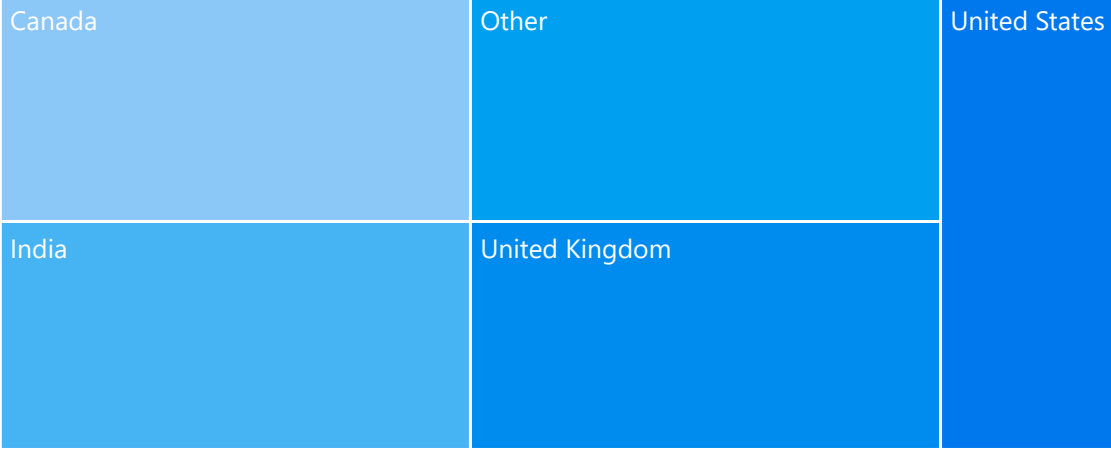 Canada
Other
United States
India
United Kingdom